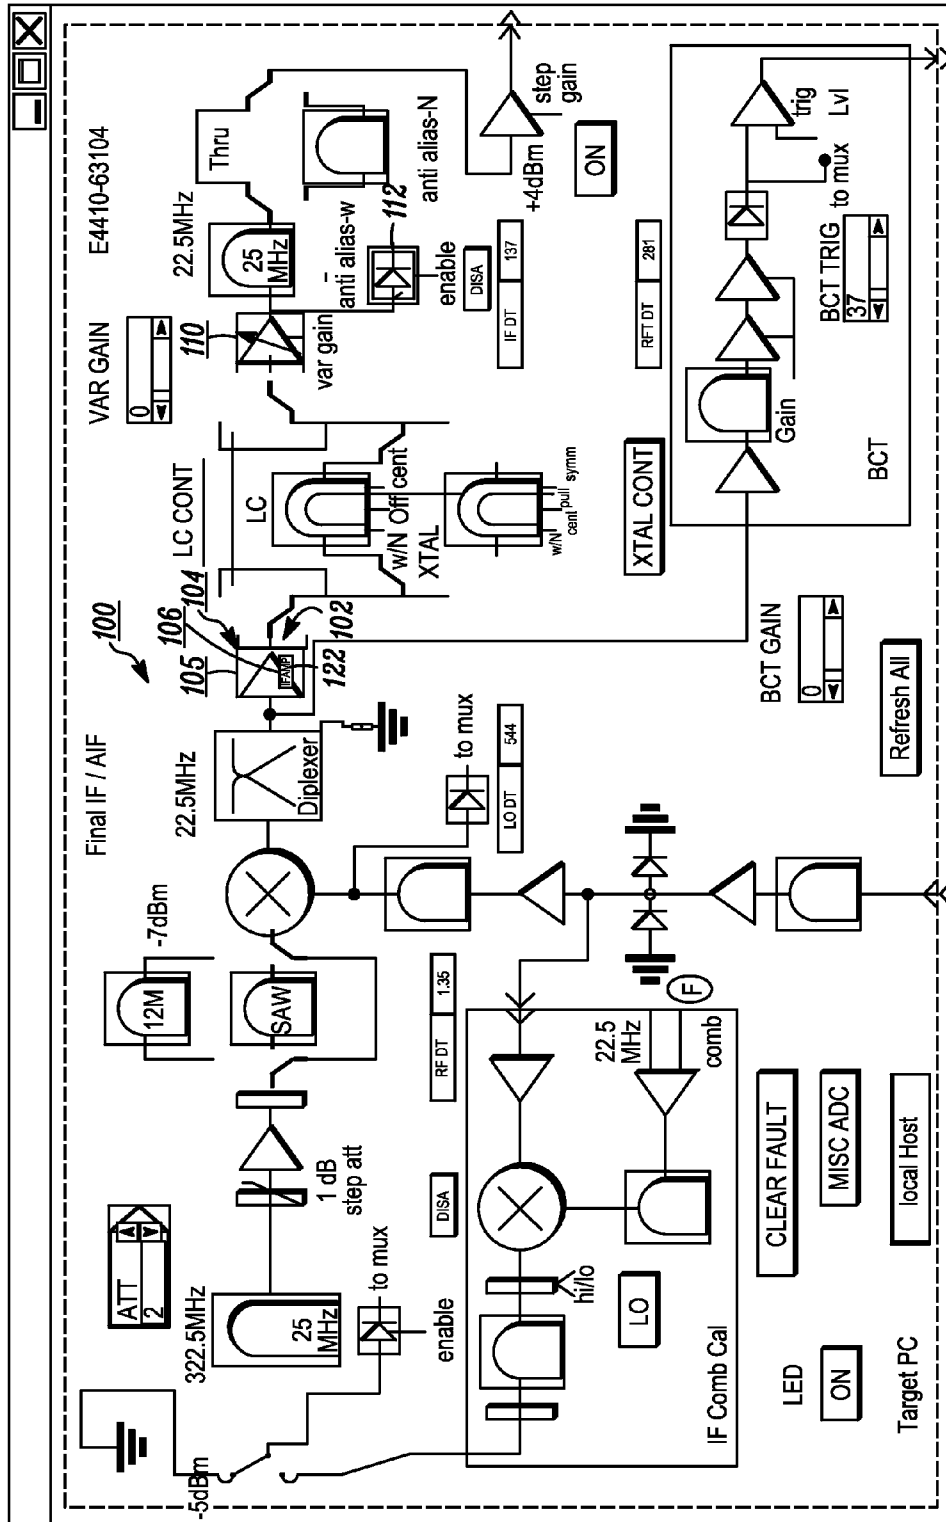 Final IF / AIF
E4410-63104
100
ATT
2
322.5MHz
25
MHz
-5dBm
to mux
enable
1 dB
step att
12M
-7dBm
SAW
22.5MHz
Diplexer
105
106
104
102
122
IFAMP
LC CONT
LC
w/N Off cent
XTAL
w/N
cent
pull
symm
XTAL CONT
VAR GAIN
0
110
var gain
22.5MHz
25
MHz
Thru
anti alias-w
anti alias-N
112
enable
DISA
IF DT
137
+4dBm
step
gain
ON
to mux
LO DT
544
RF DT
1.35
DISA
F
22.5
MHz
comb
hi/lo
LO
IF Comb Cal
RFT DT
281
Gain
BCT
BCT TRIG
37
to mux
trig
Lvl
BCT GAIN
0
Refresh All
CLEAR FAULT
MISC ADC
local Host
LED
ON
Target PC